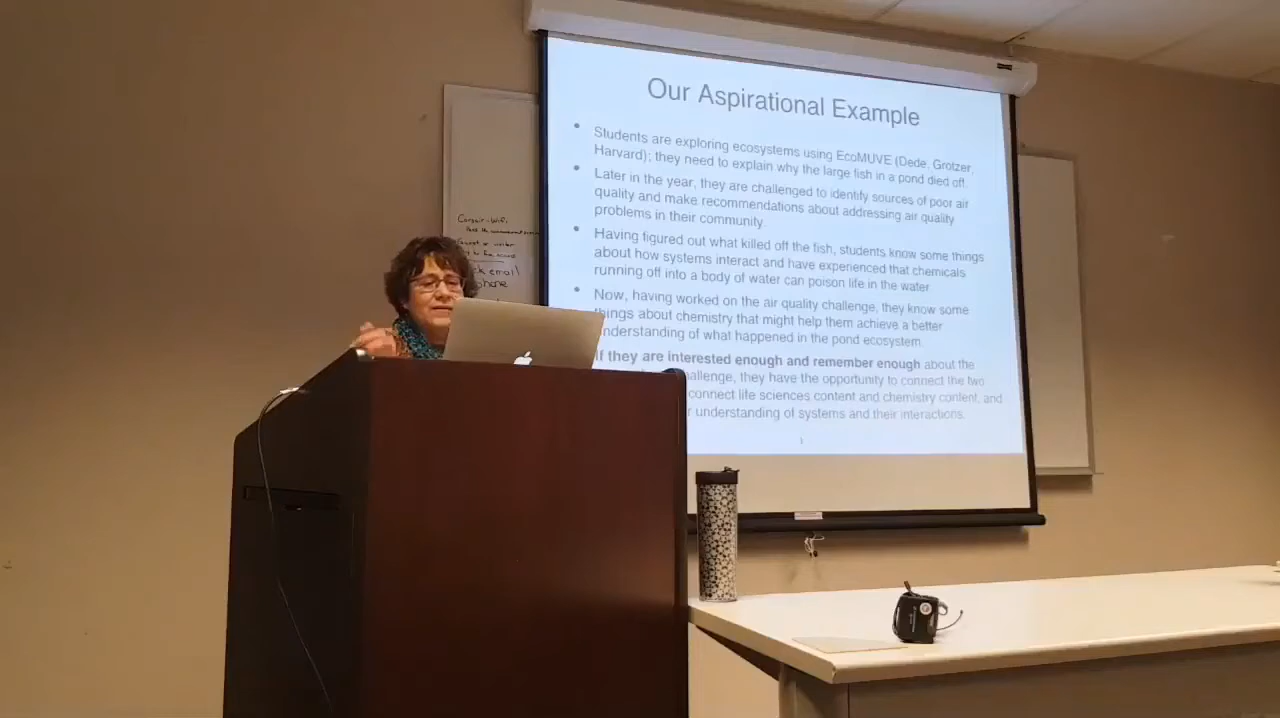 Our Aspirational Example
• Students are exploring ecosystems using EcoMUVE (Dede, Grotzer,
Harvard); they need to explain why the large fish in a pond died off.
• Later in the year, they are challenged to identify sources of poor air
quality and make recommendations about addressing air quality
problems in their community.
• Having figured out what killed off the fish, students know some things
about how systems interact and have experienced that chemicals
running off into a body of water can poison life in the water
• Now, having worked on the air quality challenge, they know some
things about chemistry that might help them achieve a better
understanding of what happened in the pond ecosystem.
If they are interested enough and remember enough about the
allenge, they have the opportunity to connect the two
connect life sciences content and chemistry content, and
r understanding of systems and their interactions.
email